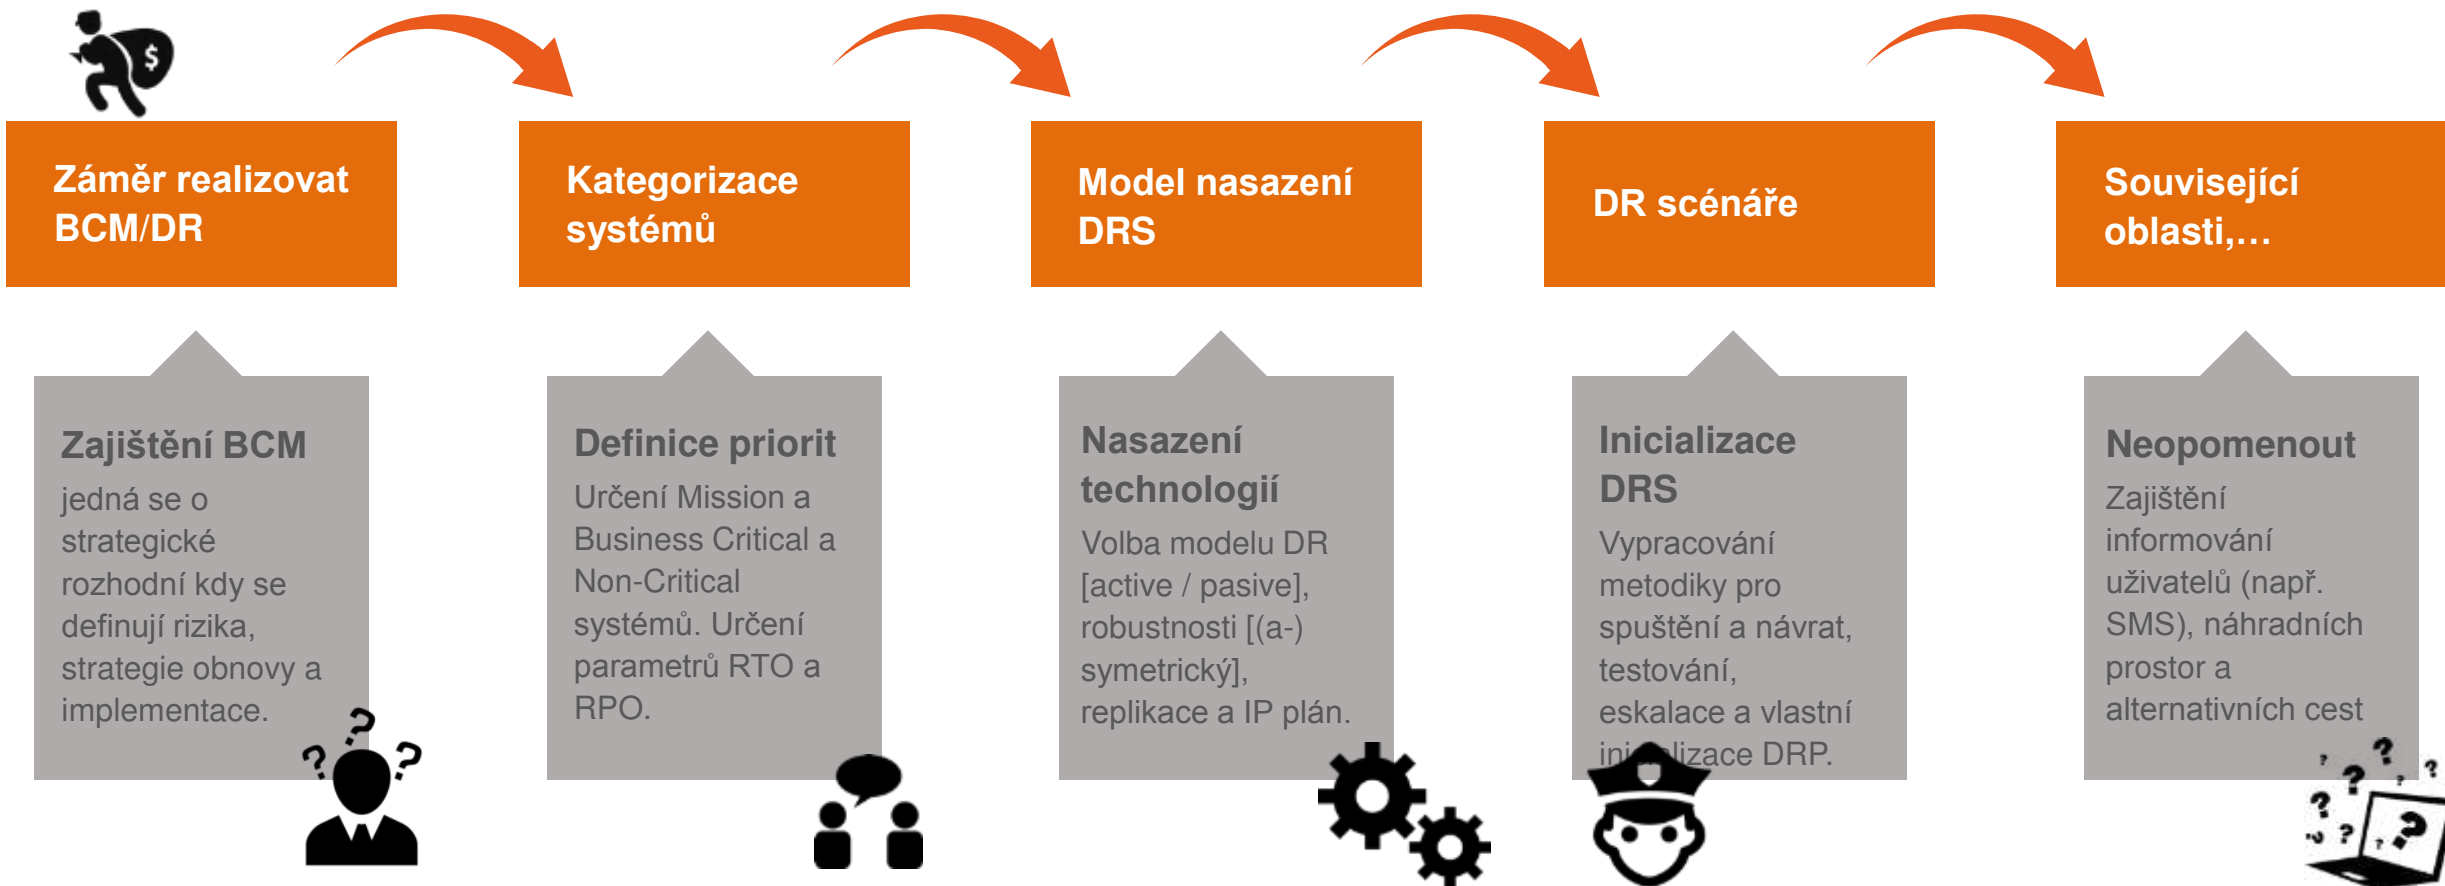 Záměr realizovat
BCM/DR
Kategorizace
systémů
Model nasazení
DRS
DR scénáře
Související
oblasti,…
Zajištění BCM
jedná se o
strategické
rozhodní kdy se
definují rizika,
strategie obnovy a
implementace.
Definice priorit
Určení Mission a
Business Critical a
Non-Critical
systémů. Určení
parametrů RTO a
RPO.
Nasazení
technologií
Volba modelu DR
[active / pasive],
robustnosti [(a-)
symetrický],
replikace a IP plán.
Inicializace
DRS
Vypracování
metodiky pro
spuštění a návrat,
testování,
eskalace a vlastní
inicializace DRP.
Neopomenout
Zajištění
informování
uživatelů (např.
SMS), náhradních
prostor a
alternativních cest